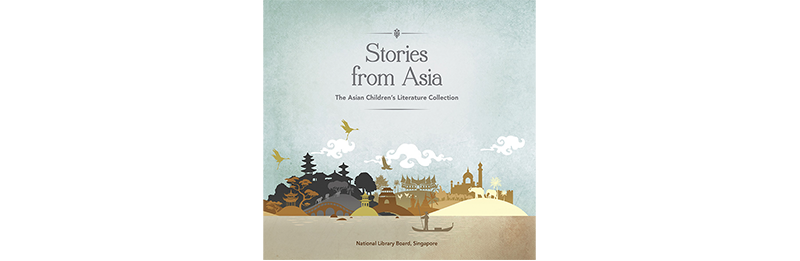 Stories
from Asia
The Asian Children's Literature Collection
National Library Board, Singapore